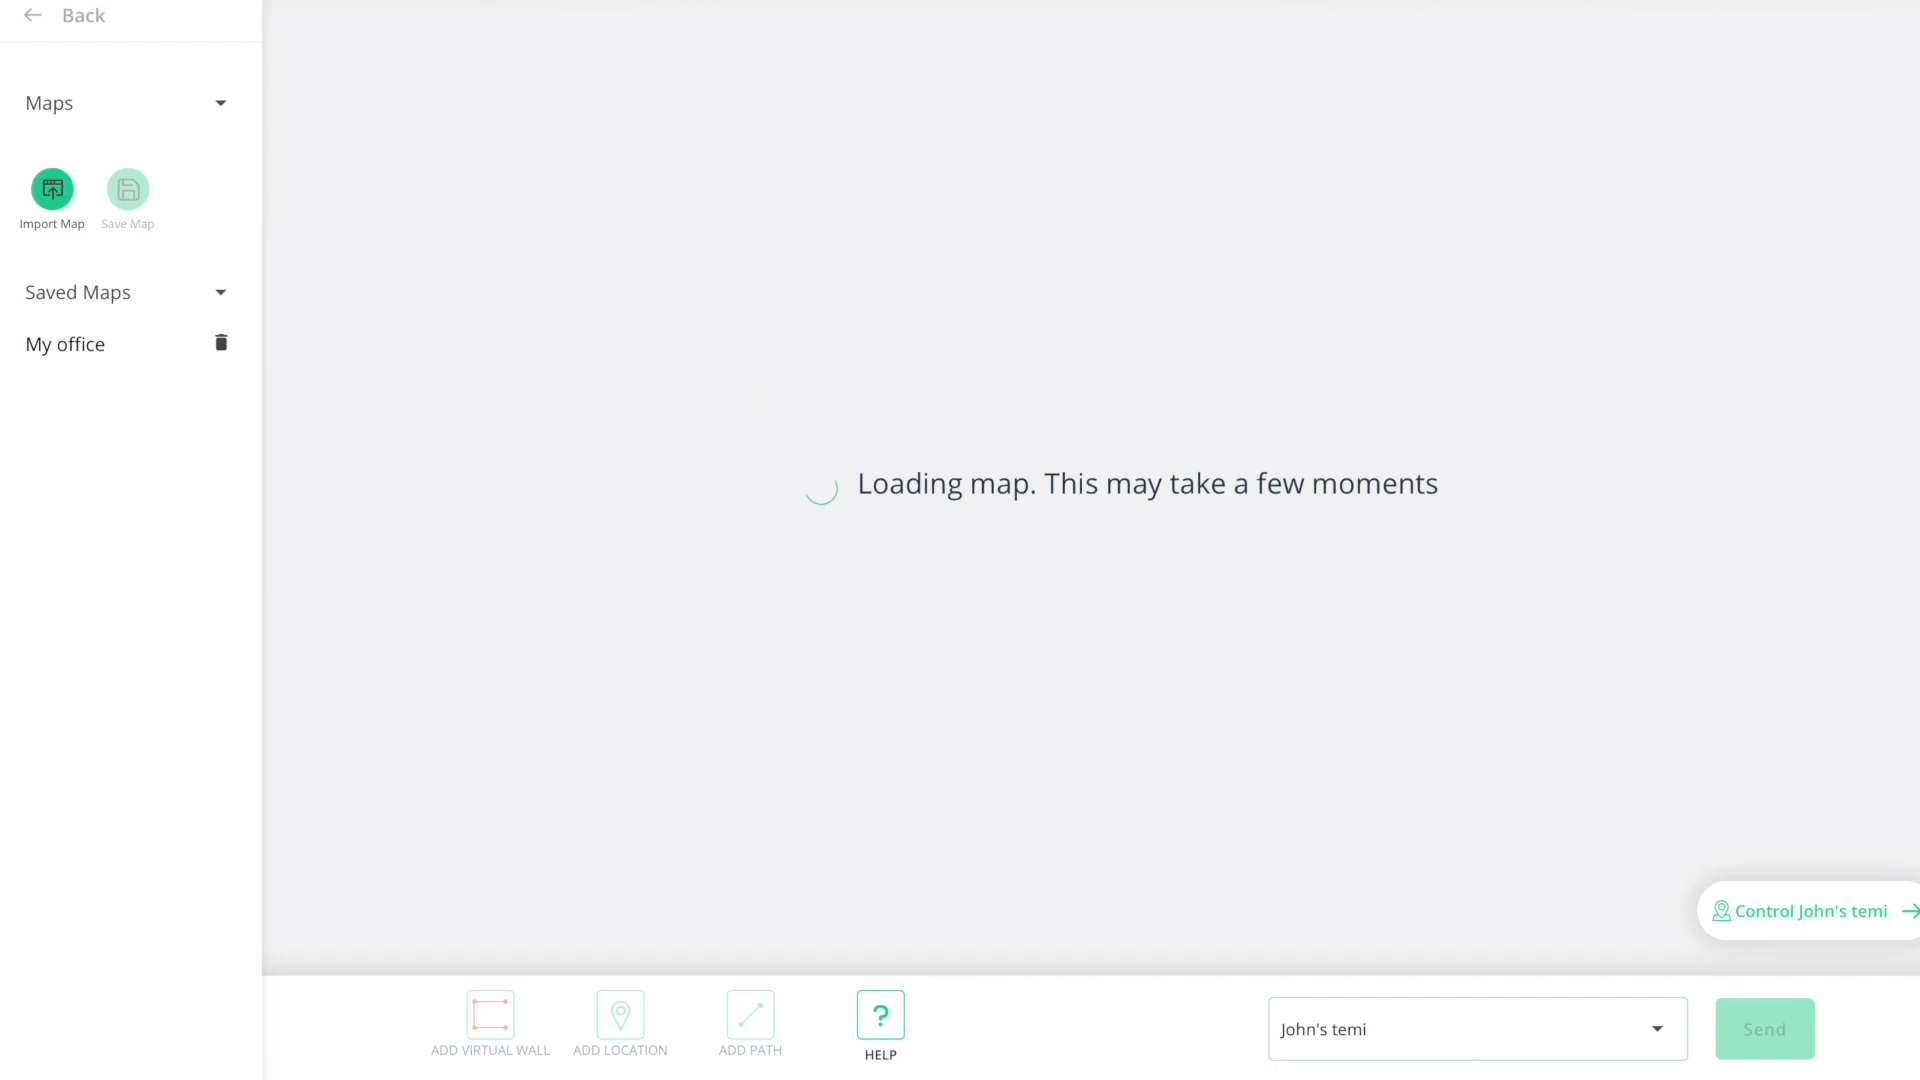 Back
Maps
Import Map
Save Map
Saved Maps
My office
Loading map. This may take a few moments
Control John's temi
ADD VIRTUAL WALL
ADD LOCATION
ADD PATH
?
HELP
John's temi
Send